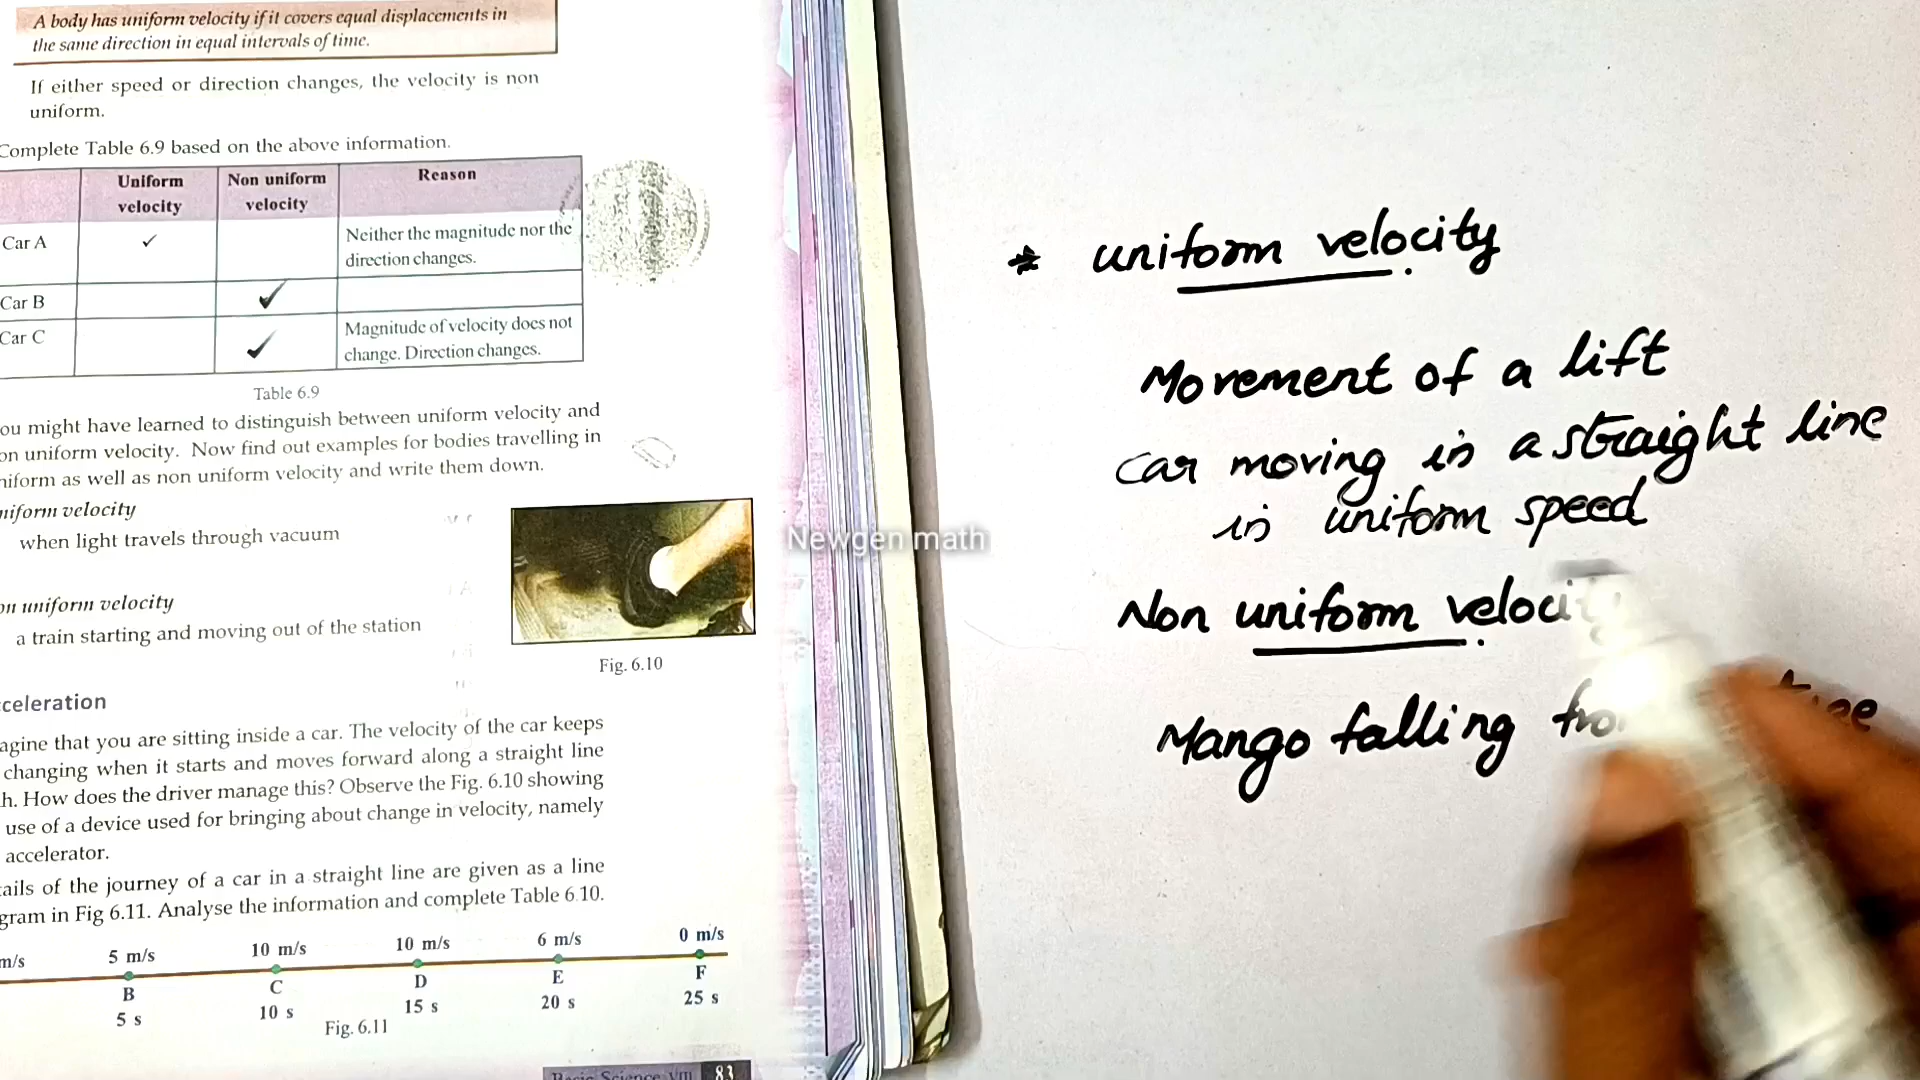 A body has uniform velocity if it covers equal displacements in
the same direction in equal intervals of time.
If either speed or direction changes, the velocity is non
uniform.
Complete Table 6.9 based on the above information.
Uniform velocity
Non uniform velocity
Reason
Car A ✓ Neither the magnitude nor the
direction changes.
Car B ✓
Car C ✓ Magnitude of velocity does not
change. Direction changes.
Table 6.9
ou might have learned to distinguish between uniform velocity and
on uniform velocity. Now find out examples for bodies travelling in
niform as well as non uniform velocity and write them down.
niform velocity
when light travels through vacuum
on uniform velocity
a train starting and moving out of the station
Fig. 6.10
cceleration
agine that you are sitting inside a car. The velocity of the car keeps
changing when it starts and moves forward along a straight line
h. How does the driver manage this? Observe the Fig. 6.10 showing
use of a device used for bringing about change in velocity, namely
accelerator.
tails of the journey of a car in a straight line are given as a line
gram in Fig 6.11. Analyse the information and complete Table 6.10.
m/s 5 m/s 10 m/s 10 m/s 6 m/s 0 m/s
B C D E F
5 s 10 s 15 s 20 s 25 s
Fig. 6.11
Basic Science VIII 83
Newgen math
* uniform velocity
Movement of a lift
car moving in a straight line
in uniform speed
Non uniform veloci
Mango falling